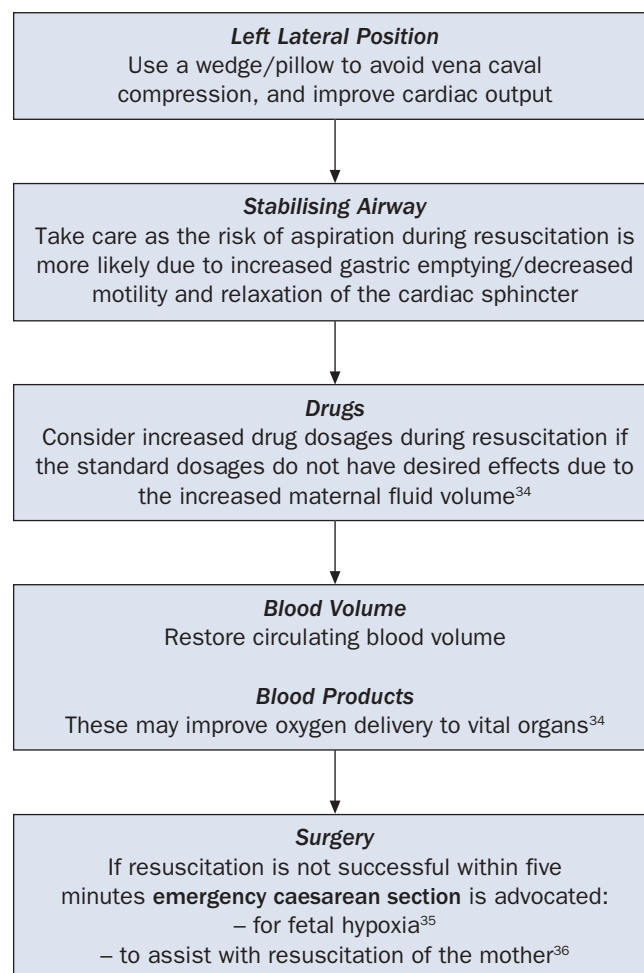 Left Lateral Position
Use a wedge/pillow to avoid vena caval
compression, and improve cardiac output
Stabilising Airway
Take care as the risk of aspiration during resuscitation is
more likely due to increased gastric emptying/decreased
motility and relaxation of the cardiac sphincter
Drugs
Consider increased drug dosages during resuscitation if
the standard dosages do not have desired effects due to
the increased maternal fluid volume34
Blood Volume
Restore circulating blood volume
Blood Products
These may improve oxygen delivery to vital organs34
Surgery
If resuscitation is not successful within five
minutes emergency caesarean section is advocated:
– for fetal hypoxia35
– to assist with resuscitation of the mother36